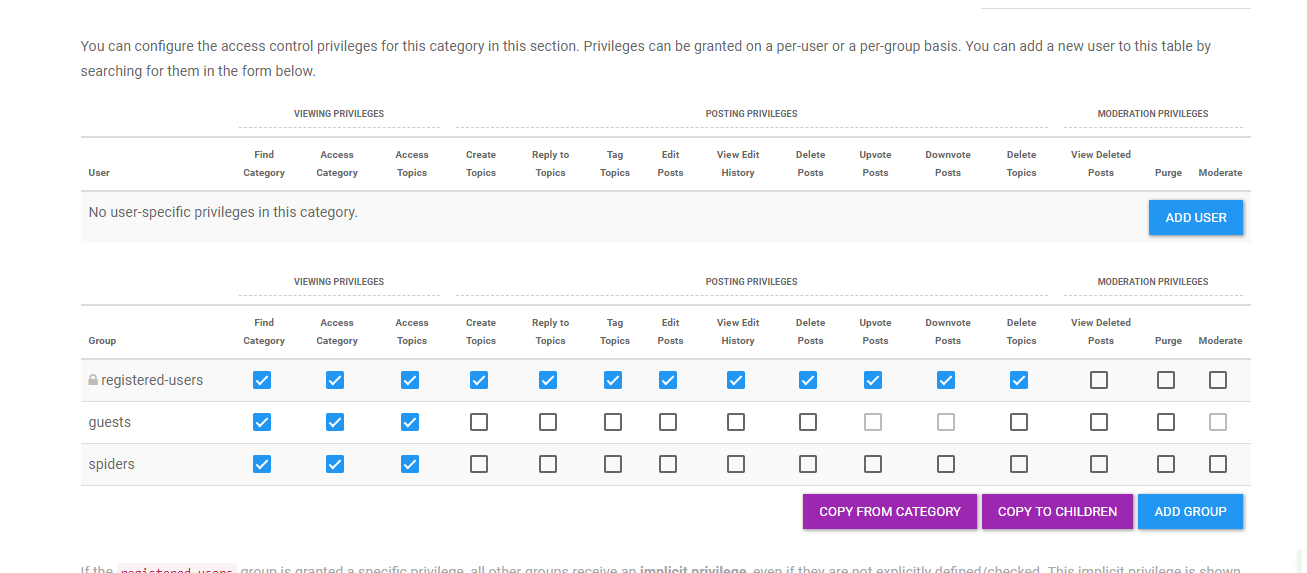 You can configure the access control privileges for this category in this section. Privileges can be granted on a per-user or a per-group basis. You can add a new user to this table by
searching for them in the form below.
VIEWING PRIVILEGES POSTING PRIVILEGES MODERATION PRIVILEGES
Find Access Access Create Reply to Tag Edit View Edit Delete Upvote Downvote Delete View Deleted
User Category Category Topics Topics Topics Topics Posts History Posts Posts Posts Topics Posts Purge Moderate
No user-specific privileges in this category.
ADD USER
VIEWING PRIVILEGES POSTING PRIVILEGES MODERATION PRIVILEGES
Find Access Access Create Reply to Tag Edit View Edit Delete Upvote Downvote Delete View Deleted
Group Category Category Topics Topics Topics Topics Posts History Posts Posts Posts Topics Posts Purge Moderate
registered-users
guests
spiders
COPY FROM CATEGORY COPY TO CHILDREN ADD GROUP
If the registered-users group is granted a specific privilege, all other groups receive an implicit privilege, even if they are not explicitly defined/checked. This implicit privilege is shown